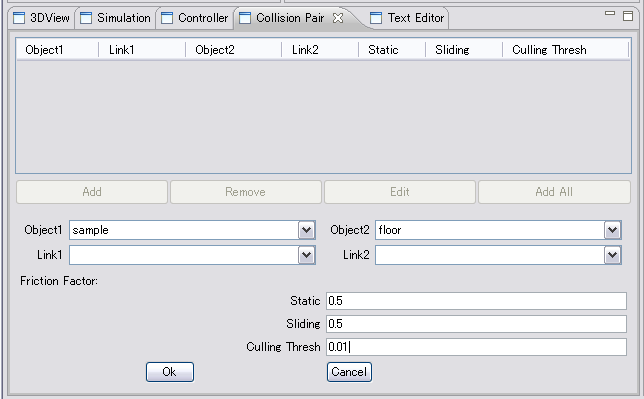 3DView Simulation Controller Collision Pair Text Editor
Object1 Link1 Object2 Link2 Static Sliding Culling Thresh
Add Remove Edit Add All
Object1 sample Object2 floor
Link1 Link2
Friction Factor:
Static 0.5
Sliding 0.5
Culling Thresh 0.01
Ok Cancel